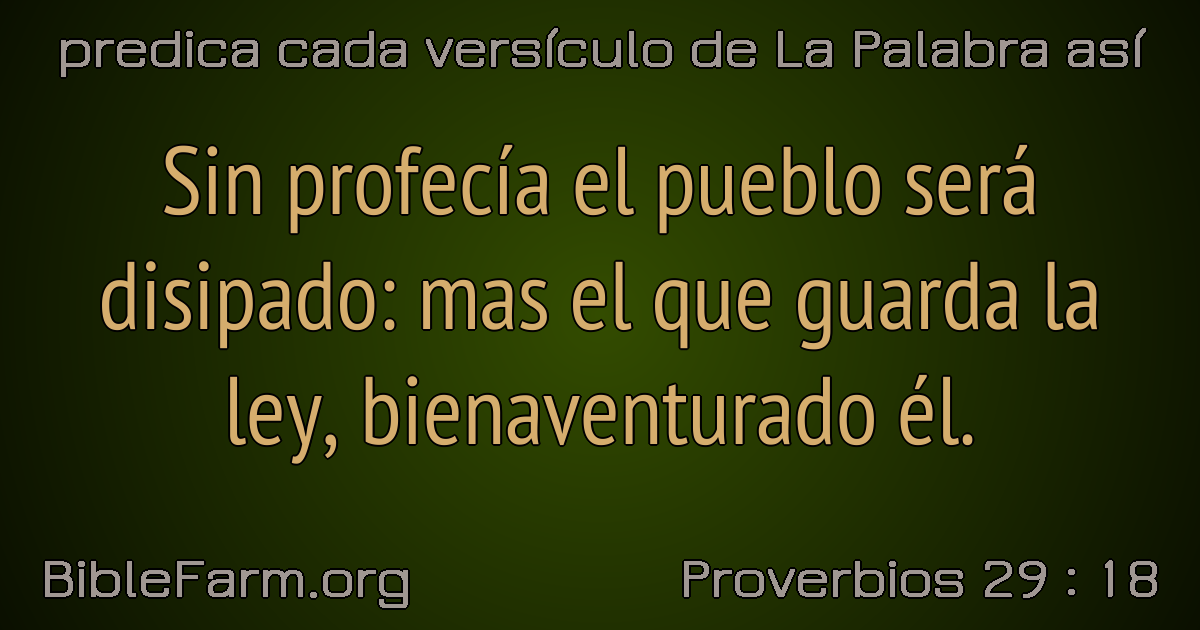 predica cada versículo de La Palabra así
Sin profecía el pueblo será
disipado: mas el que guarda la
ley, bienaventurado él.
BibleFarm.org
Proverbios 29 : 18